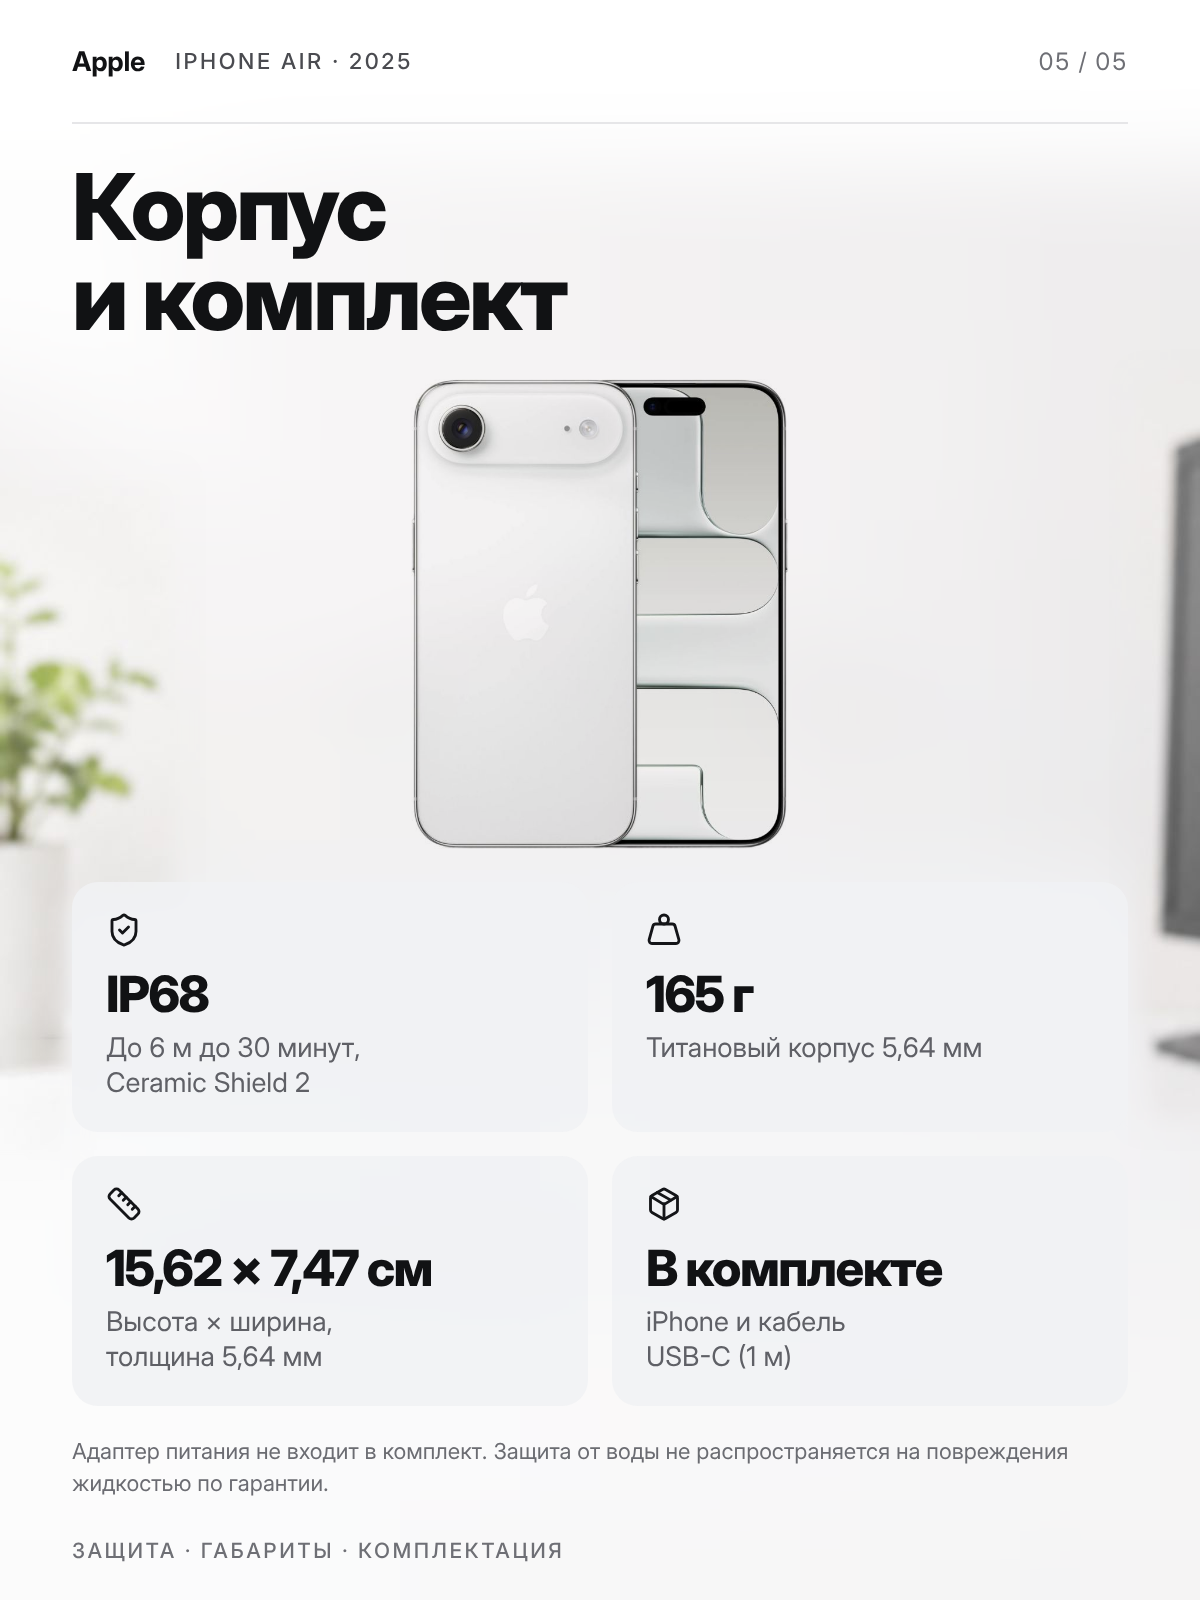 Apple IPHONE AIR · 2025 05 / 05
Корпус
и комплект
IP68
До 6 м до 30 минут,
Ceramic Shield 2
165 г
Титановый корпус 5,64 мм
15,62 × 7,47 см
Высота × ширина,
толщина 5,64 мм
В комплекте
iPhone и кабель
USB-C (1 м)
Адаптер питания не входит в комплект. Защита от воды не распространяется на повреждения
жидкостью по гарантии.
ЗАЩИТА · ГАБАРИТЫ · КОМПЛЕКТАЦИЯ